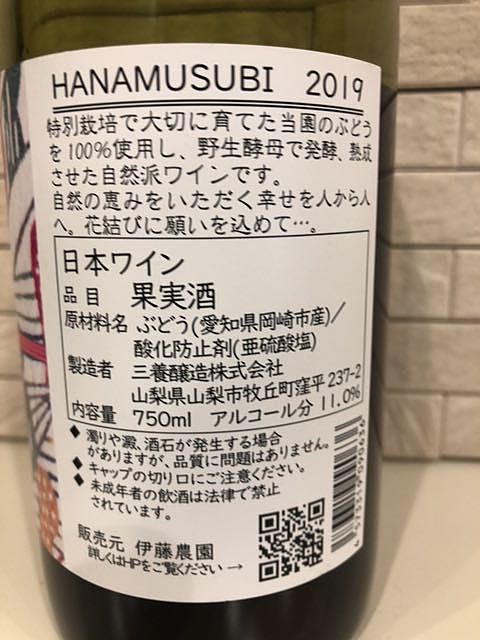 HANAMUSUBI 2019
特別栽培で大切に育てた当園のぶどう
を100%使用し、野生酵母で発酵、熟成
させた自然派ワインです。
自然の恵みをいただく幸せを人から人
へ。花結びに願いを込めて…。
日本ワイン
品目 果実酒
原材料名 ぶどう(愛知県岡崎市産)/
酸化防止剤(亜硫酸塩)
製造者 三養醸造株式会社
山梨県山梨市牧丘町窪平237-2
内容量 750ml アルコール分 11.0%
◆ 濁りや澱、酒石が発生する場合
がありますが、品質に問題はありません。
◆ キャップの切り口にご注意ください。
◆ 未成年者の飲酒は法律で禁止
されています。
販売元 伊藤農園
詳しくはHPをご覧ください →